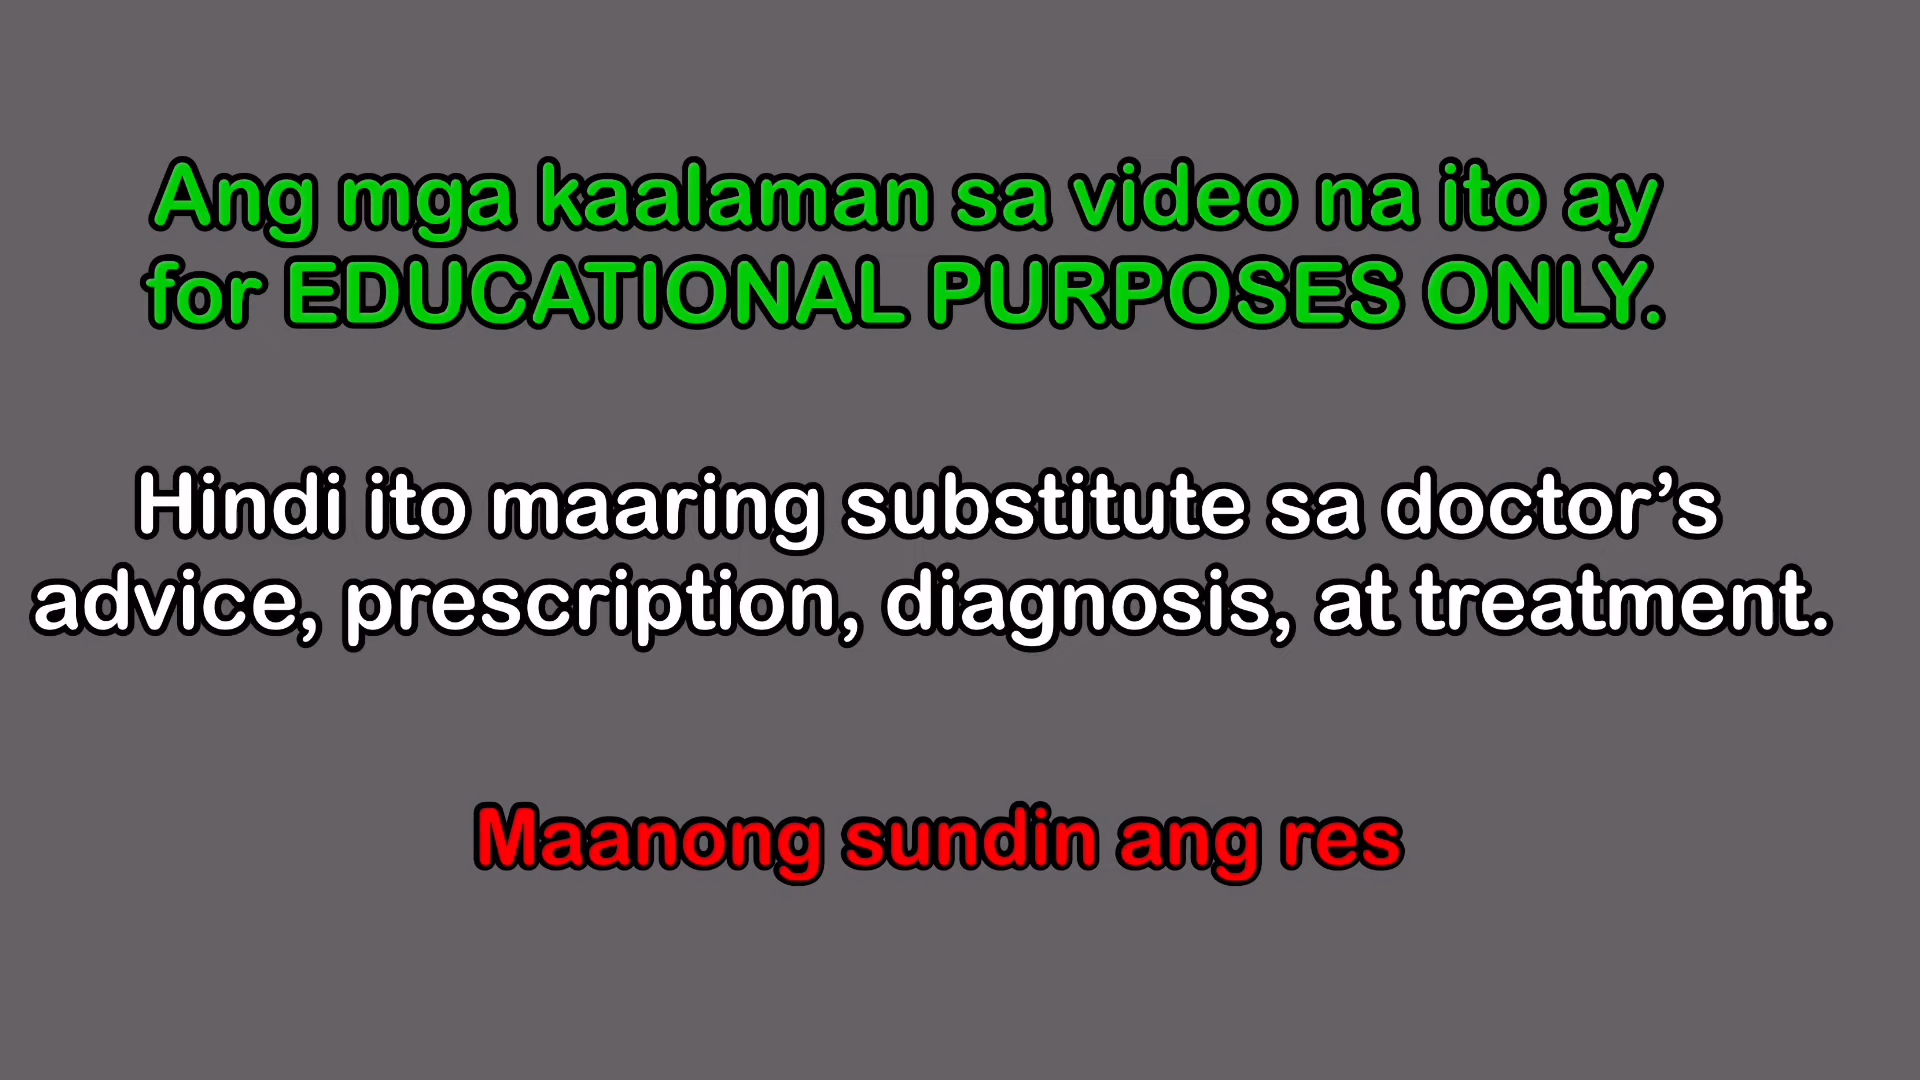 Ang mga kaalaman sa video na ito ay
for EDUCATIONAL PURPOSES ONLY.
Hindi ito maaring substitute sa doctor’s
advice, prescription, diagnosis, at treatment.
Maanong sundin ang res